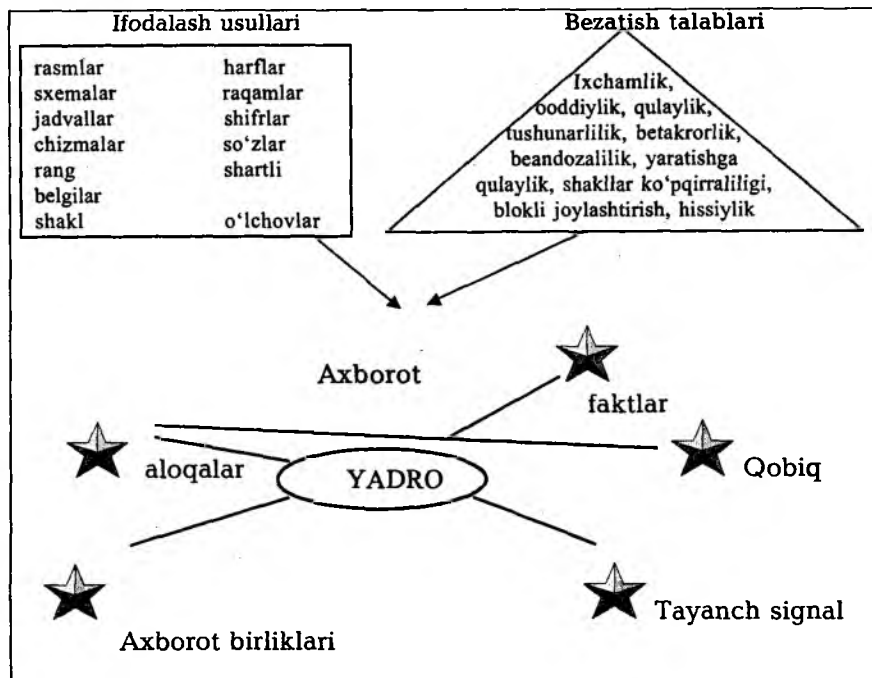 Ifodalash usullari
rasmlar harflar
sxemalar raqamlar
jadvallar shifrlar
chizmalar so‘zlar
rang shartli
belgilar
shakl o‘lchovlar
Bezatish talablari
Ixchamlik,
ooddiylik, qulaylik,
tushunarlilik, betakrorlik,
beandozalilik, yaratishga
qulaylik, shakllar ko‘pqirraliligi,
blokli joylashtirish, hissiylik
Axborot
faktlar
aloqalar
YADRO
Qobiq
Axborot birliklari
Tayanch signal